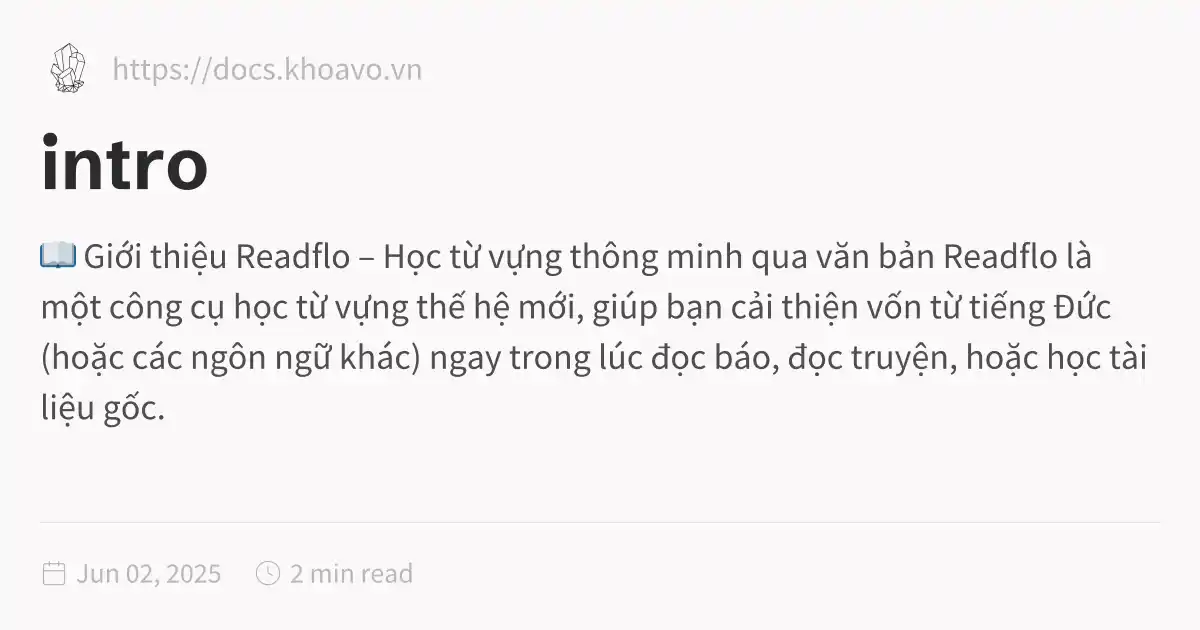 https://docs.khoavo.vn
intro
📖 Giới thiệu Readflo – Học từ vựng thông minh qua văn bản Readflo là
một công cụ học từ vựng thế hệ mới, giúp bạn cải thiện vốn từ tiếng Đức
(hoặc các ngôn ngữ khác) ngay trong lúc đọc báo, đọc truyện, hoặc học tài
liệu gốc.
Jun 02, 2025 2 min read